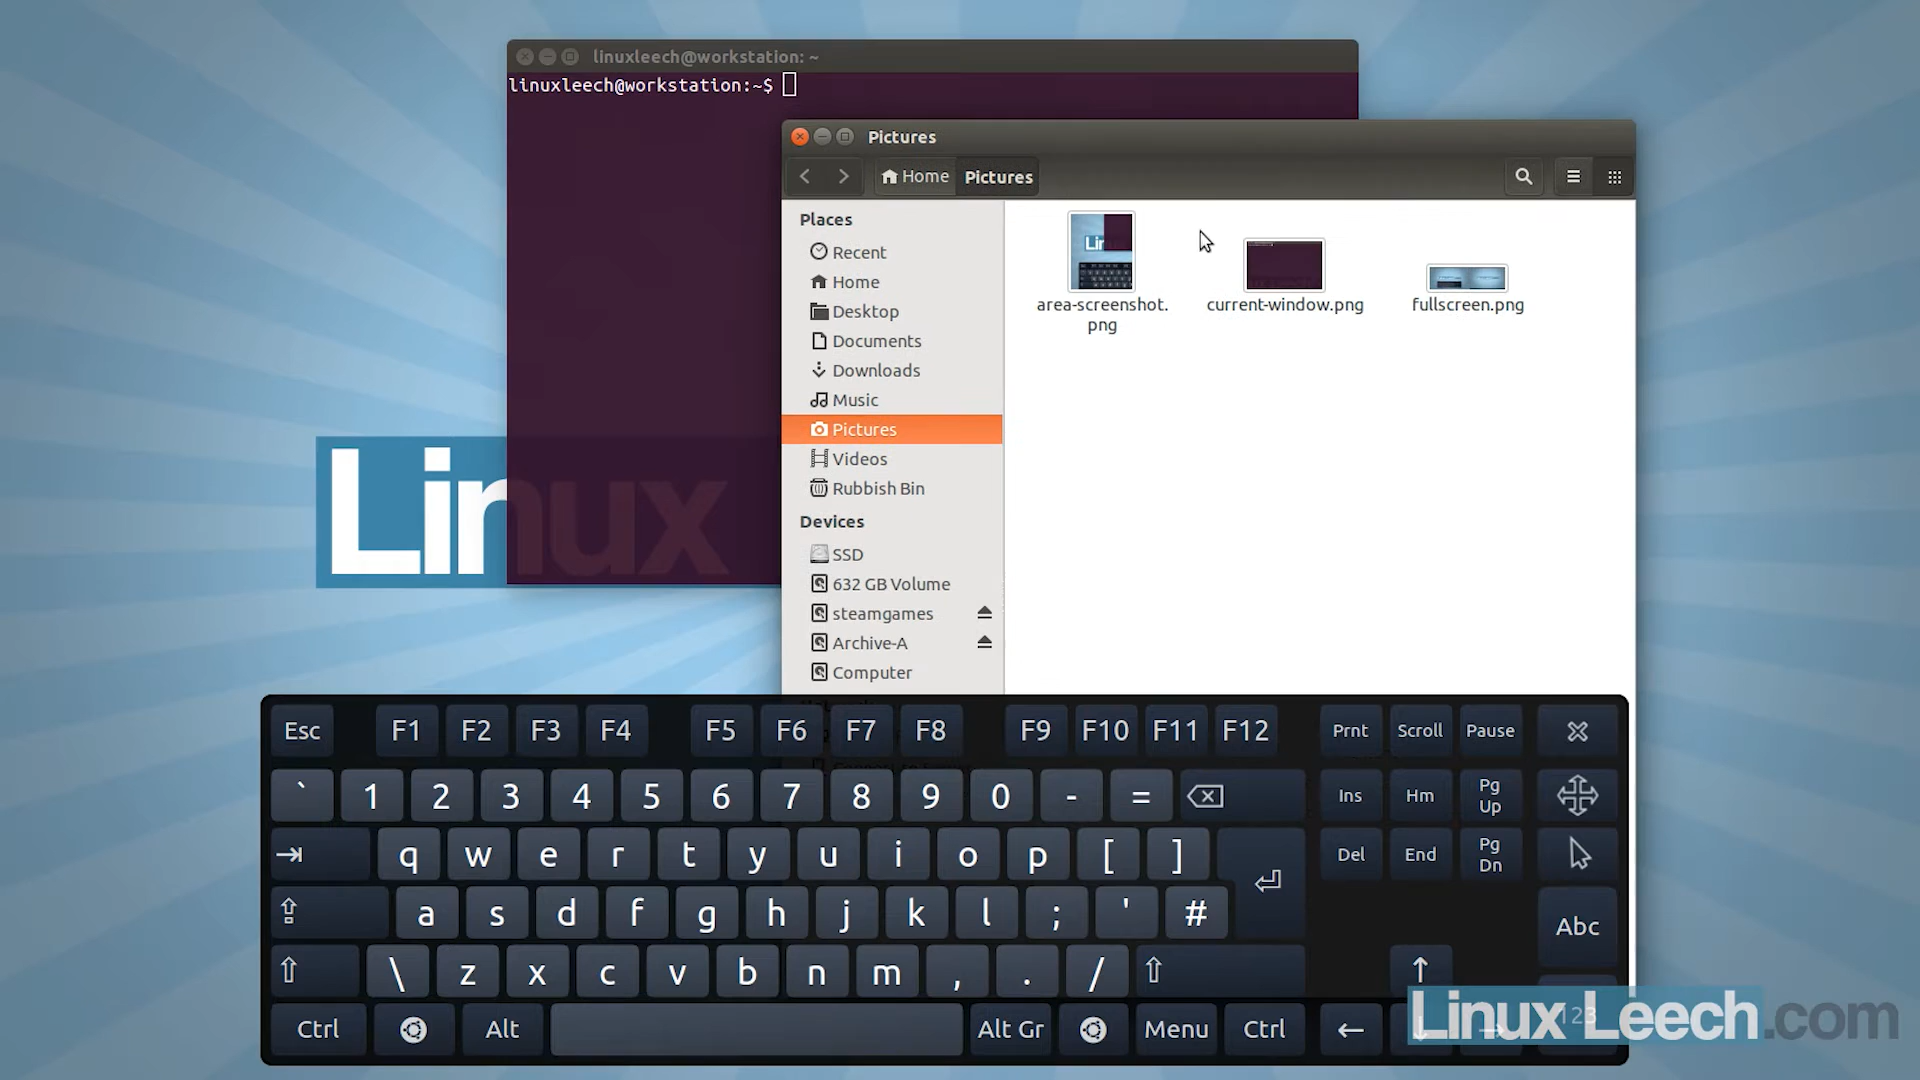 linuxleech@workstation: ~
linuxleech@workstation:~$
Pictures
Home
Pictures
Places
Recent
Home
Desktop
Documents
Downloads
Music
Pictures
Videos
Rubbish Bin
Devices
SSD
632 GB Volume
steamgames
Archive-A
Computer
area-screenshot.
png
current-window.png
fullscreen.png
Linux
Esc F1 F2 F3 F4 F5 F6 F7 F8 F9 F10 F11 F12 Prnt Scroll Pause
` 1 2 3 4 5 6 7 8 9 0 - = Ins Hm Pg Up
q w e r t y u i o p [ ] Del End Pg Dn
a s d f g h j k l ; ' # Abc
\ z x c v b n m , . /
Ctrl Alt Alt Gr Menu Ctrl 123
Linux Leech.com